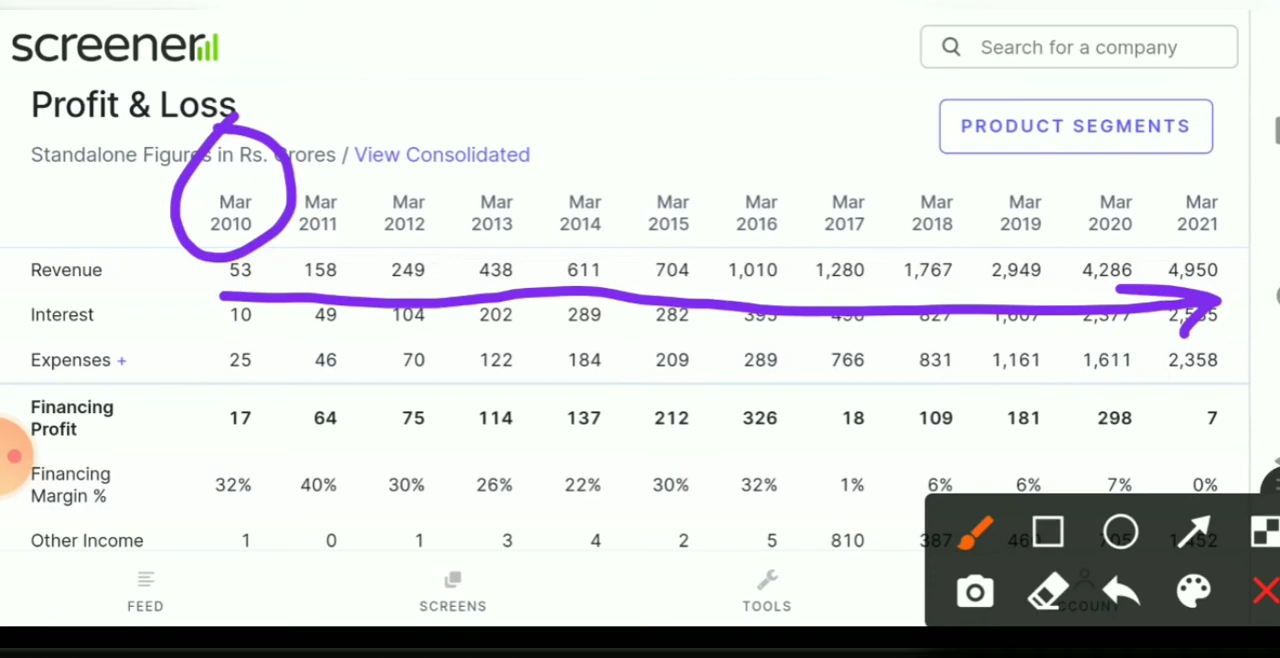 screener
Search for a company
Profit & Loss
PRODUCT SEGMENTS
Standalone Figures in Rs. Crores / View Consolidated
Mar 2010 Mar 2011 Mar 2012 Mar 2013 Mar 2014 Mar 2015 Mar 2016 Mar 2017 Mar 2018 Mar 2019 Mar 2020 Mar 2021
Revenue 53 158 249 438 611 704 1,010 1,280 1,767 2,949 4,286 4,950
Interest 10 49 104 202 289 282
Expenses + 25 46 70 122 184 209 289 766 831 1,161 1,611 2,358
Financing Profit 17 64 75 114 137 212 326 18 109 181 298 7
Financing Margin % 32% 40% 30% 26% 22% 30% 32% 1% 6% 6% 7% 0%
Other Income 1 0 1 3 4 2 5 810 387
FEED SCREENS TOOLS